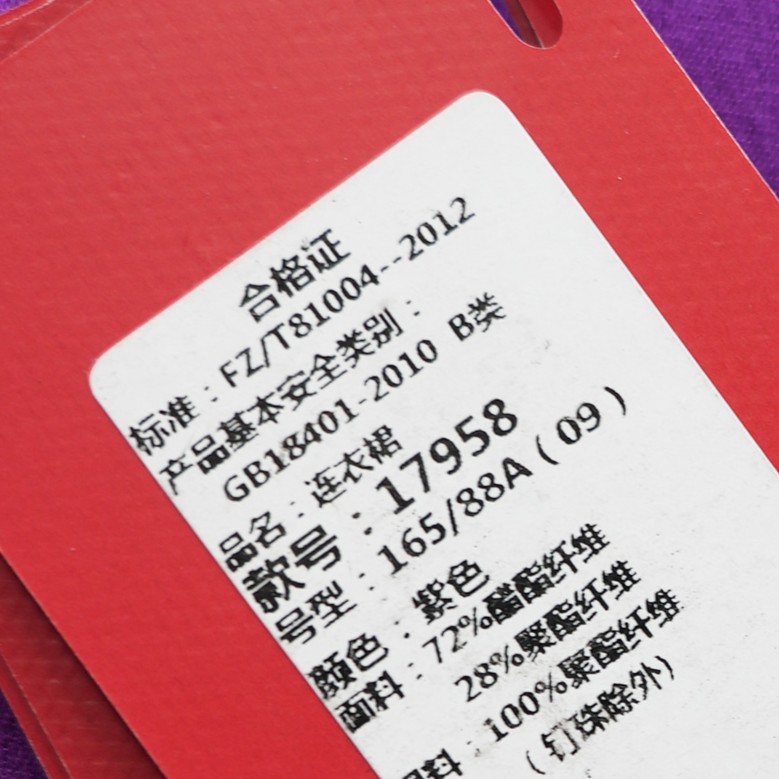 合格证
标准：FZ/T81004--2012
产品基本安全类别：
GB18401-2010 B类
品名：连衣裙
款号：17958
号型：165/88A（09）
颜色：紫色
面料：72%醋酯纤维
28%聚酯纤维
料：100%聚酯纤维
（钉珠除外）